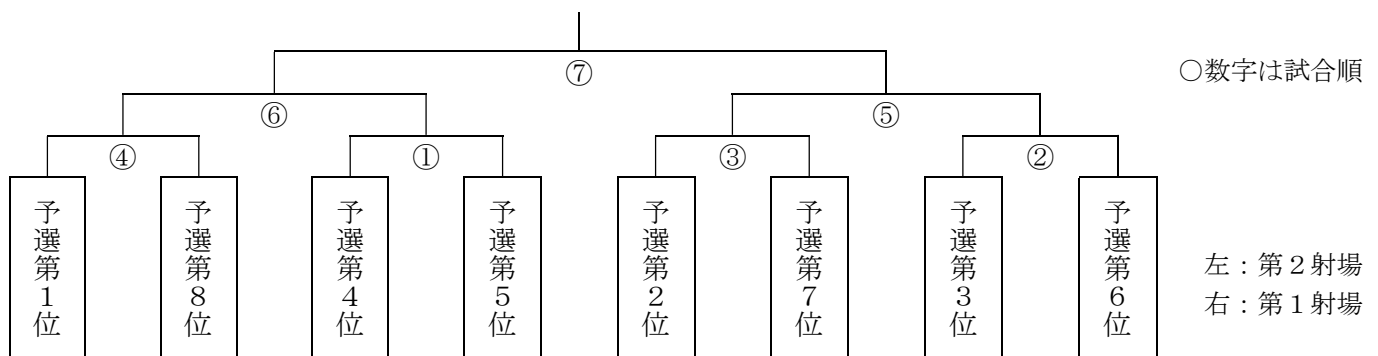 ⑦
○数字は試合順
⑥
⑤
④
①
③
②
予選第1位
予選第8位
予選第4位
予選第5位
予選第2位
予選第7位
予選第3位
予選第6位
左：第２射場
右：第１射場